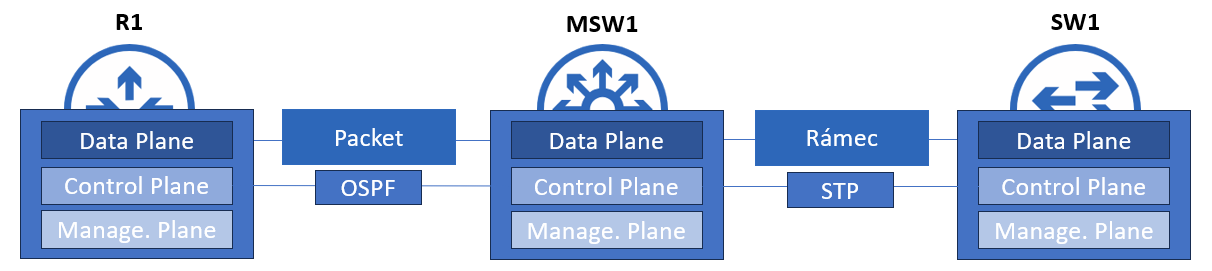 R1
MSW1
SW1
Data Plane
Packet
Data Plane
Rámec
Data Plane
Control Plane
OSPF
Control Plane
STP
Control Plane
Manage. Plane
Manage. Plane
Manage. Plane